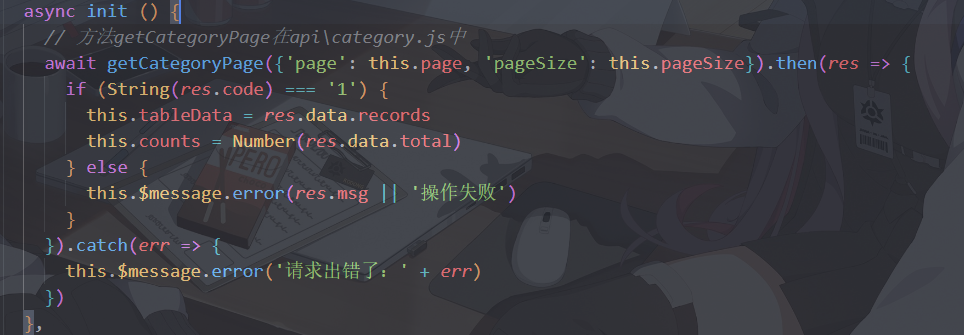 async init () {
// 方法getCategoryPage在api\category.js中
await getCategoryPage({'page': this.page, 'pageSize': this.pageSize}).then(res => {
if (String(res.code) === '1') {
this.tableData = res.data.records
this.counts = Number(res.data.total)
} else {
this.$message.error(res.msg || '操作失败')
}
}).catch(err => {
this.$message.error('请求出错了：' + err)
})
},
PERO